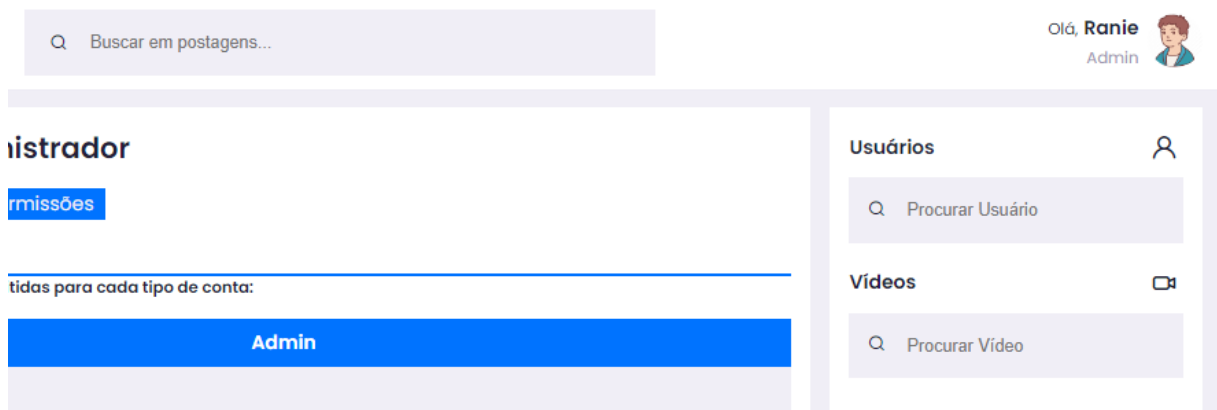 Buscar em postagens...
Olá, Ranie
Admin
nistrador
rmissões
tidas para cada tipo de conta:
Admin
Usuários
Procurar Usuário
Vídeos
Procurar Vídeo